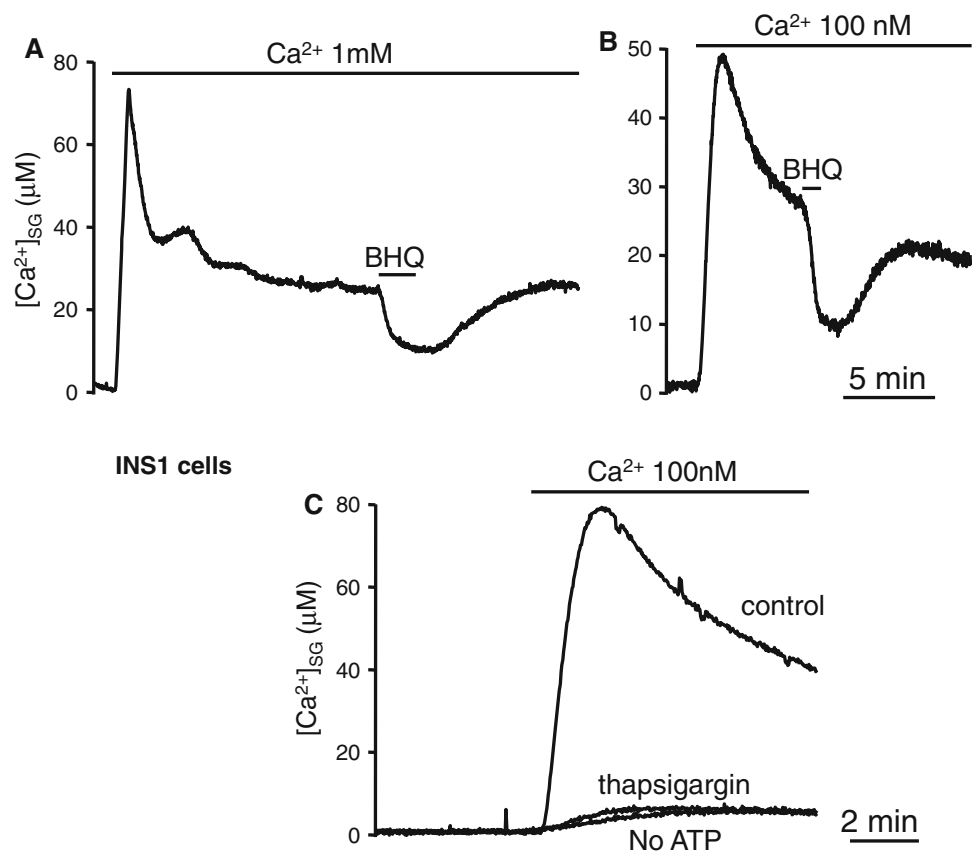 A
Ca²⁺ 1mM
80
60
40
20
0
[Ca²⁺]SG (µM)
BHQ
B
Ca²⁺ 100 nM
50
40
30
20
10
0
BHQ
5 min
INS1 cells
C
Ca²⁺ 100nM
80
60
40
20
0
[Ca²⁺]SG (µM)
control
thapsigargin
No ATP
2 min